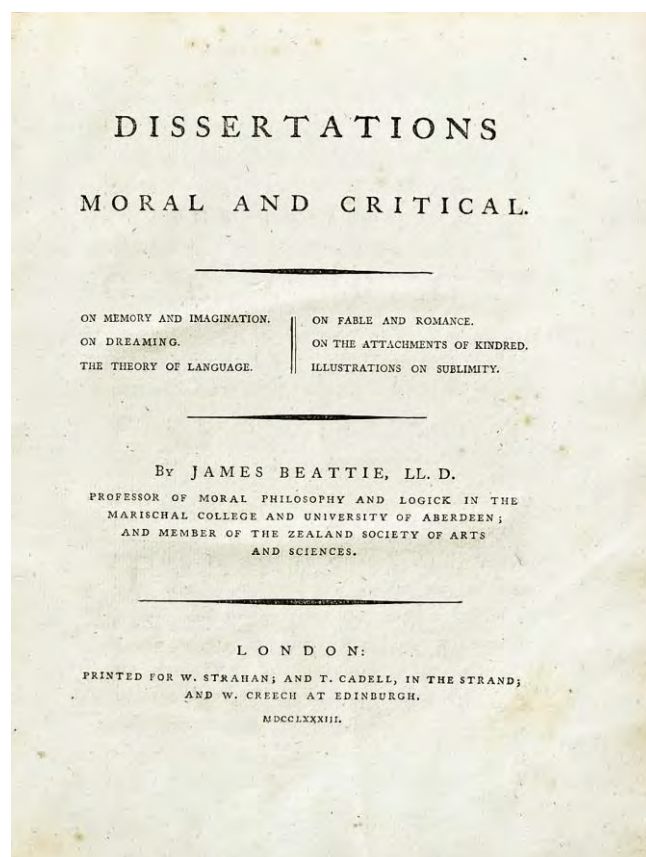 DISSERTATIONS
MORAL AND CRITICAL.
ON MEMORY AND IMAGINATION.
ON DREAMING.
THE THEORY OF LANGUAGE.
ON FABLE AND ROMANCE.
ON THE ATTACHMENTS OF KINDRED.
ILLUSTRATIONS ON SUBLIMITY.
BY JAMES BEATTIE, LL. D.
PROFESSOR OF MORAL PHILOSOPHY AND LOGICK IN THE
MARISCHAL COLLEGE AND UNIVERSITY OF ABERDEEN;
AND MEMBER OF THE ZEALAND SOCIETY OF ARTS
AND SCIENCES.
LONDON:
PRINTED FOR W. STRAHAN; AND T. CADELL, IN THE STRAND;
AND W. CREECH AT EDINBURGH.
MDCCLXXXIII.